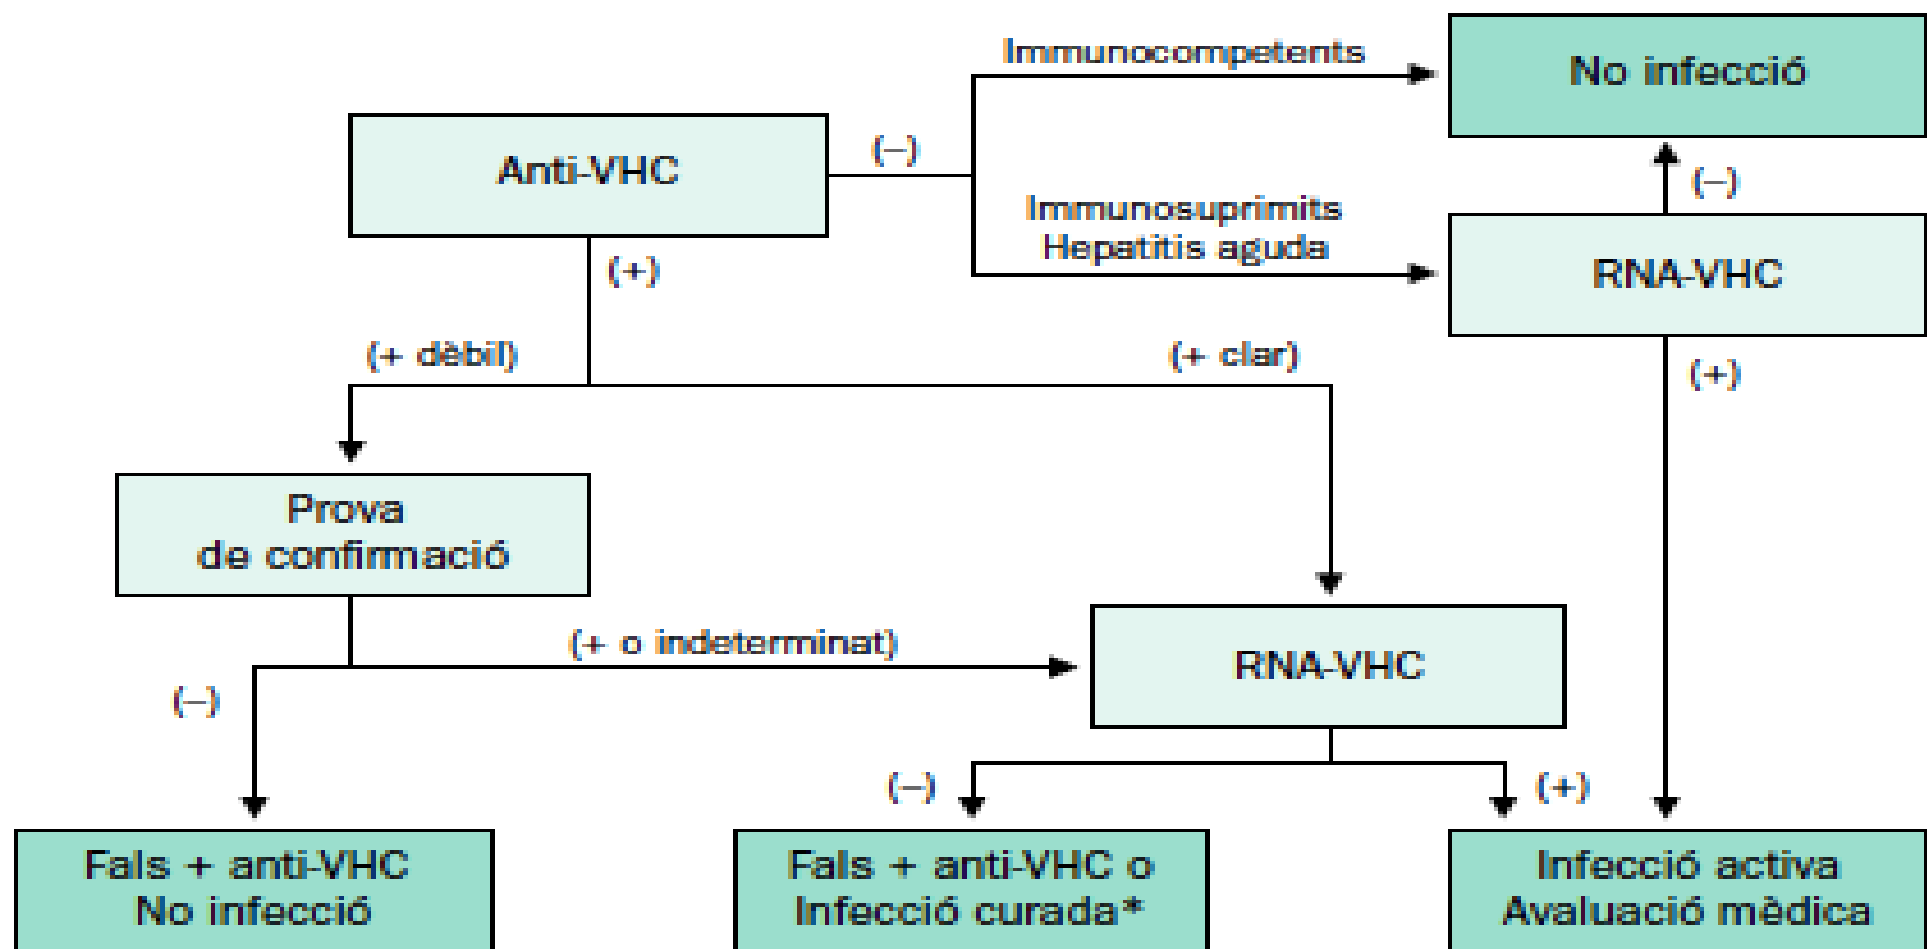 Immunocompetents
No infecció
Anti-VHC
(—)
(—)
Immunosuprimits
Hepatitis aguda
RNA-VHC
(+)
(+ dèbil)
(+ clar)
(+)
Prova
de confirmació
(+ o indeterminat)
RNA-VHC
(—)
(—)
(+)
Fals + anti-VHC
No infecció
Fals + anti-VHC o
Infecció curada*
Infecció activa
Avaluació mèdica